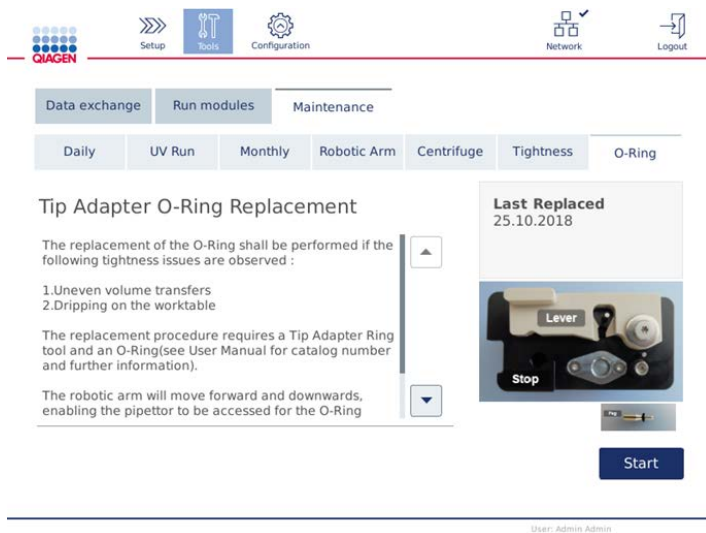 QIAGEN
Setup
Tools
Configuration
Network
Logout
Data exchange
Run modules
Maintenance
Daily
UV Run
Monthly
Robotic Arm
Centrifuge
Tightness
O-Ring
Tip Adapter O-Ring Replacement
The replacement of the O-Ring shall be performed if the
following tightness issues are observed :
1.Uneven volume transfers
2.Dripping on the worktable
The replacement procedure requires a Tip Adapter Ring
tool and an O-Ring(see User Manual for catalog number
and further information).
The robotic arm will move forward and downwards,
enabling the pipettor to be accessed for the O-Ring
Last Replaced
25.10.2018
Lever
Stop
Peg
Start
User: Admin Admin